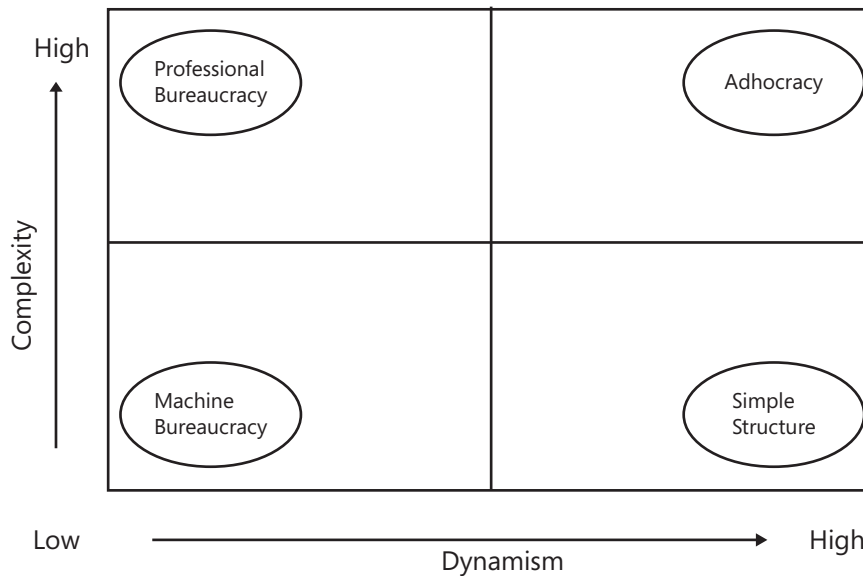 High
Professional
Bureaucracy
Adhocracy
Complexity
Machine
Bureaucracy
Simple
Structure
Low
High
Dynamism